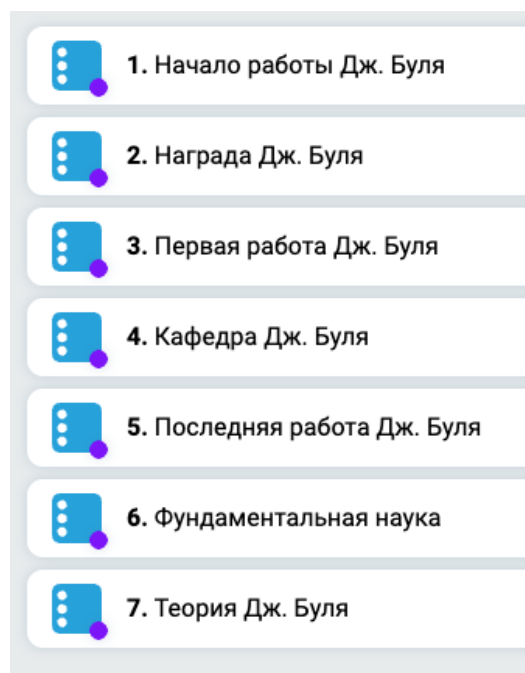 1. Начало работы Дж. Буля
2. Награда Дж. Буля
3. Первая работа Дж. Буля
4. Кафедра Дж. Буля
5. Последняя работа Дж. Буля
6. Фундаментальная наука
7. Теория Дж. Буля